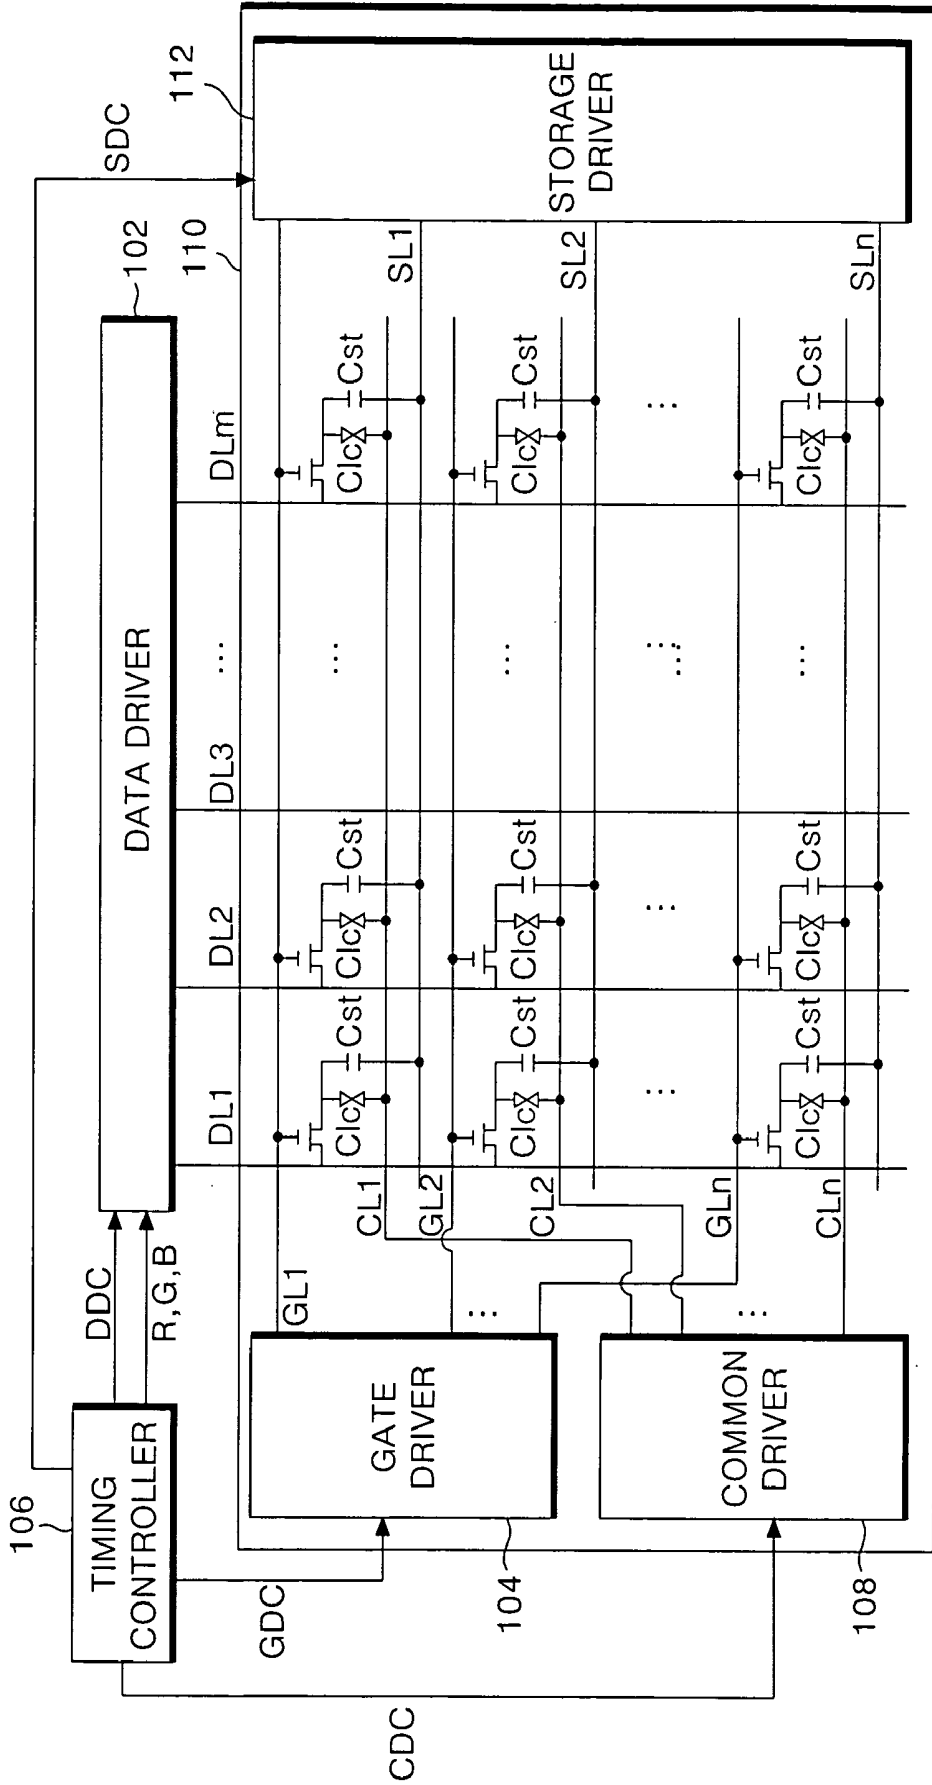 106
TIMING
CONTROLLER
DDC
R,G,B
SDC
GDC
CDC
DATA DRIVER
102
110
112
DL1
DL2
DL3
...
DLm
GATE
DRIVER
104
COMMON
DRIVER
108
STORAGE
DRIVER
GL1
Clc
Cst
Clc
Cst
...
Clc
Cst
CL1
SL1
GL2
Clc
Cst
Clc
Cst
...
Clc
Cst
CL2
SL2
...
...
...
...
...
...
...
GLn
Clc
Cst
Clc
Cst
...
Clc
Cst
CLn
SLn